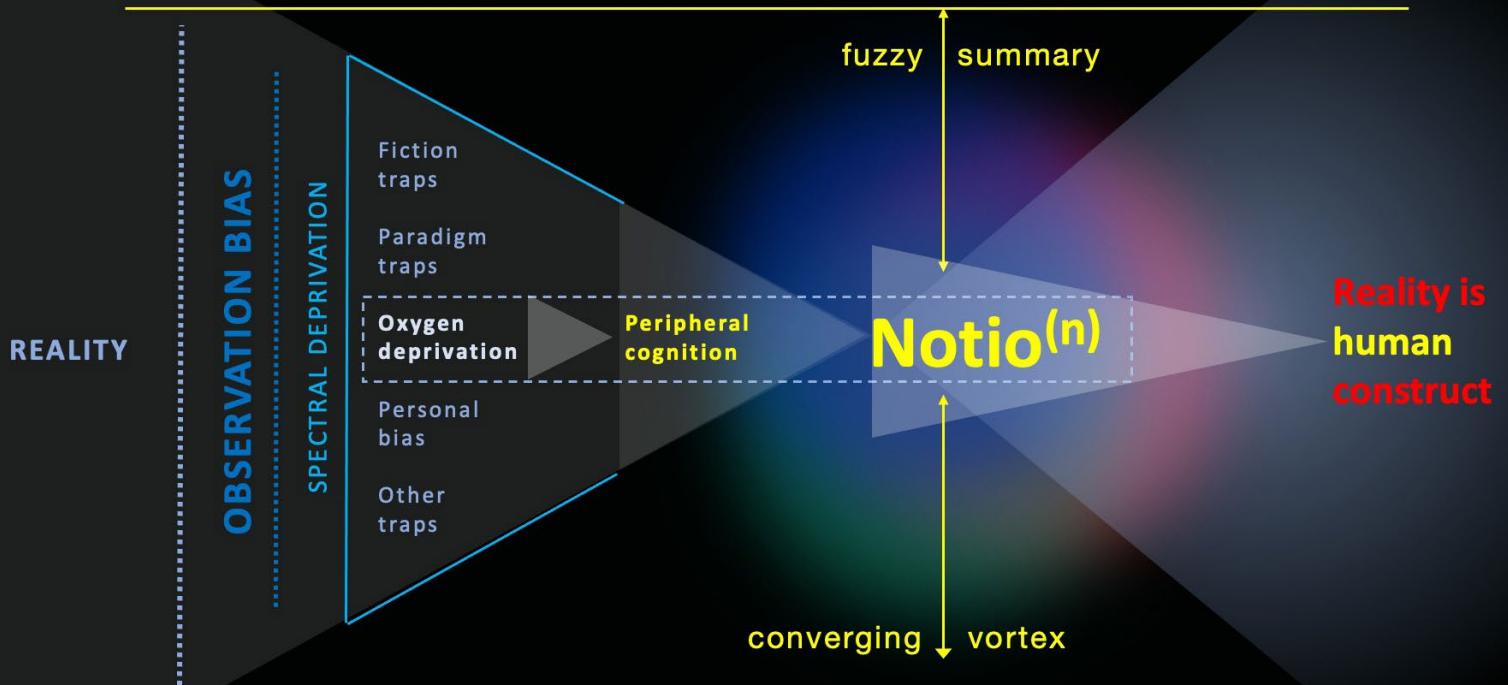 REALITY
OBSERVATION BIAS
SPECTRAL DEPRIVATION
Fiction
traps
Paradigm
traps
Oxygen
deprivation
Personal
bias
Other
traps
Peripheral
cognition
fuzzy summary
Notio(n)
converging vortex
Reality is
human
construct